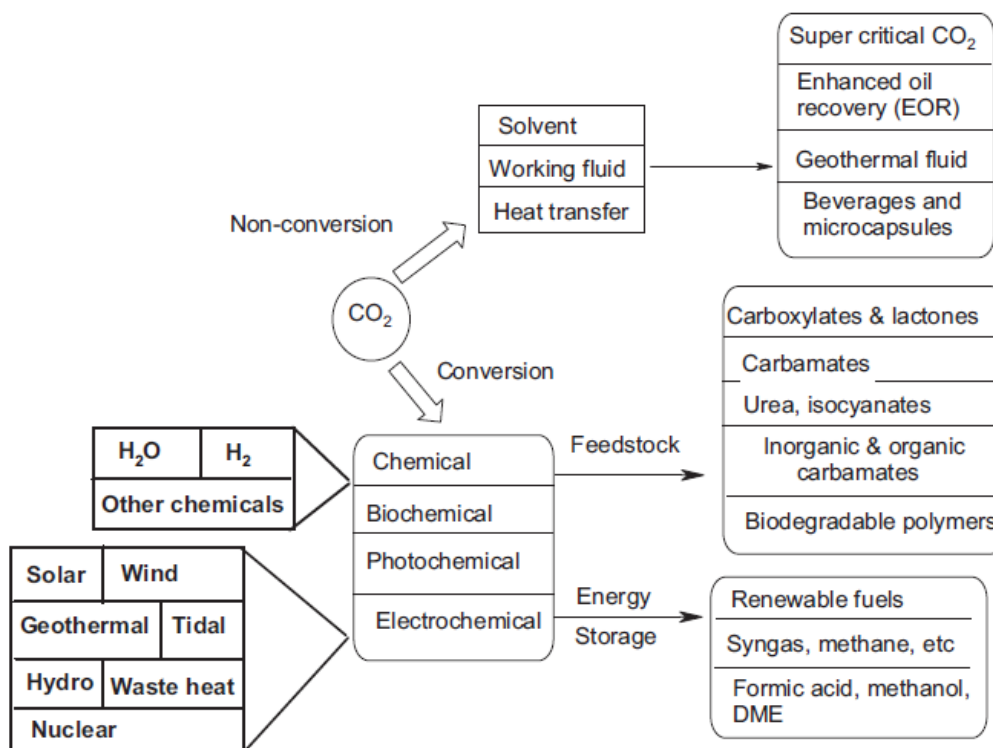 Super critical CO₂
Enhanced oil
recovery (EOR)
Geothermal fluid
Beverages and
microcapsules
Solvent
Working fluid
Heat transfer
Non-conversion
CO₂
Conversion
Carboxylates & lactones
Carbamates
Urea, isocyanates
Inorganic & organic
carbamates
Biodegradable polymers
H₂O
H₂
Other chemicals
Chemical
Biochemical
Photochemical
Electrochemical
Feedstock
Solar
Wind
Geothermal
Tidal
Hydro
Waste heat
Nuclear
Energy
Storage
Renewable fuels
Syngas, methane, etc
Formic acid, methanol,
DME